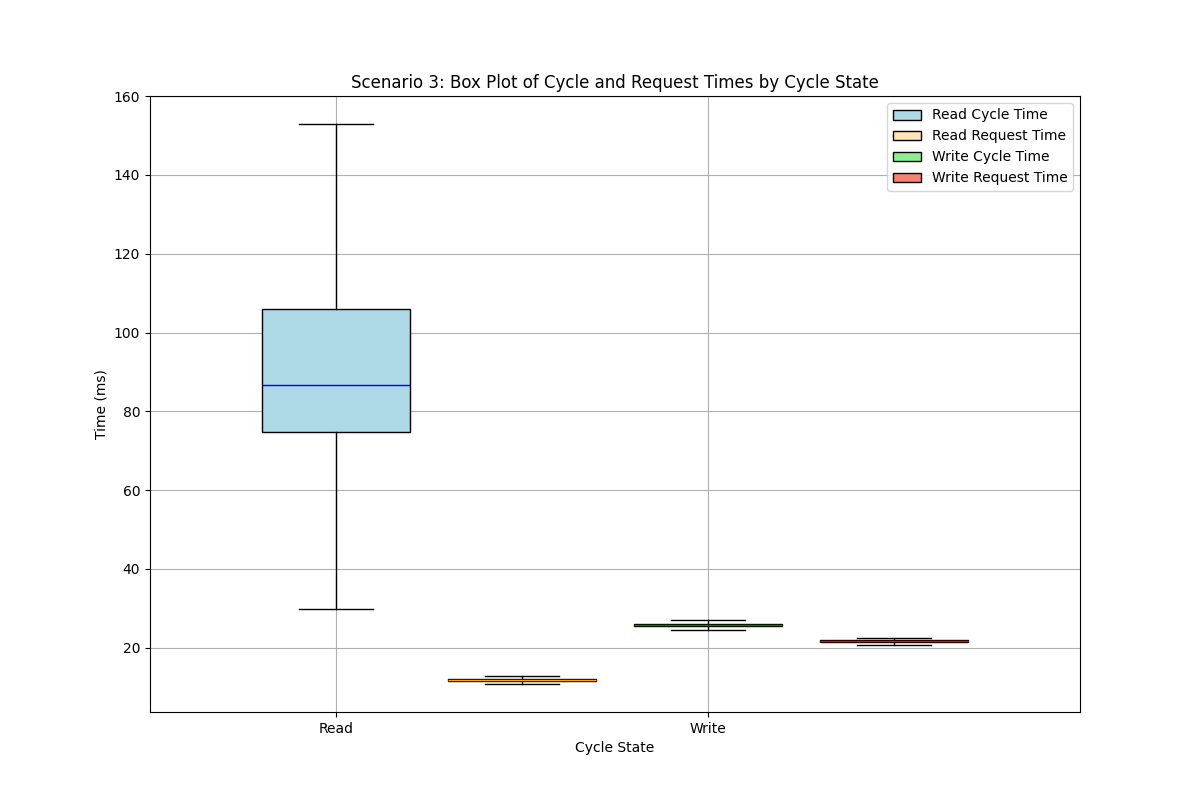 Scenario 3: Box Plot of Cycle and Request Times by Cycle State
160
140
120
100
80
60
40
20
Time (ms)
Read Cycle Time
Read Request Time
Write Cycle Time
Write Request Time
Read
Write
Cycle State